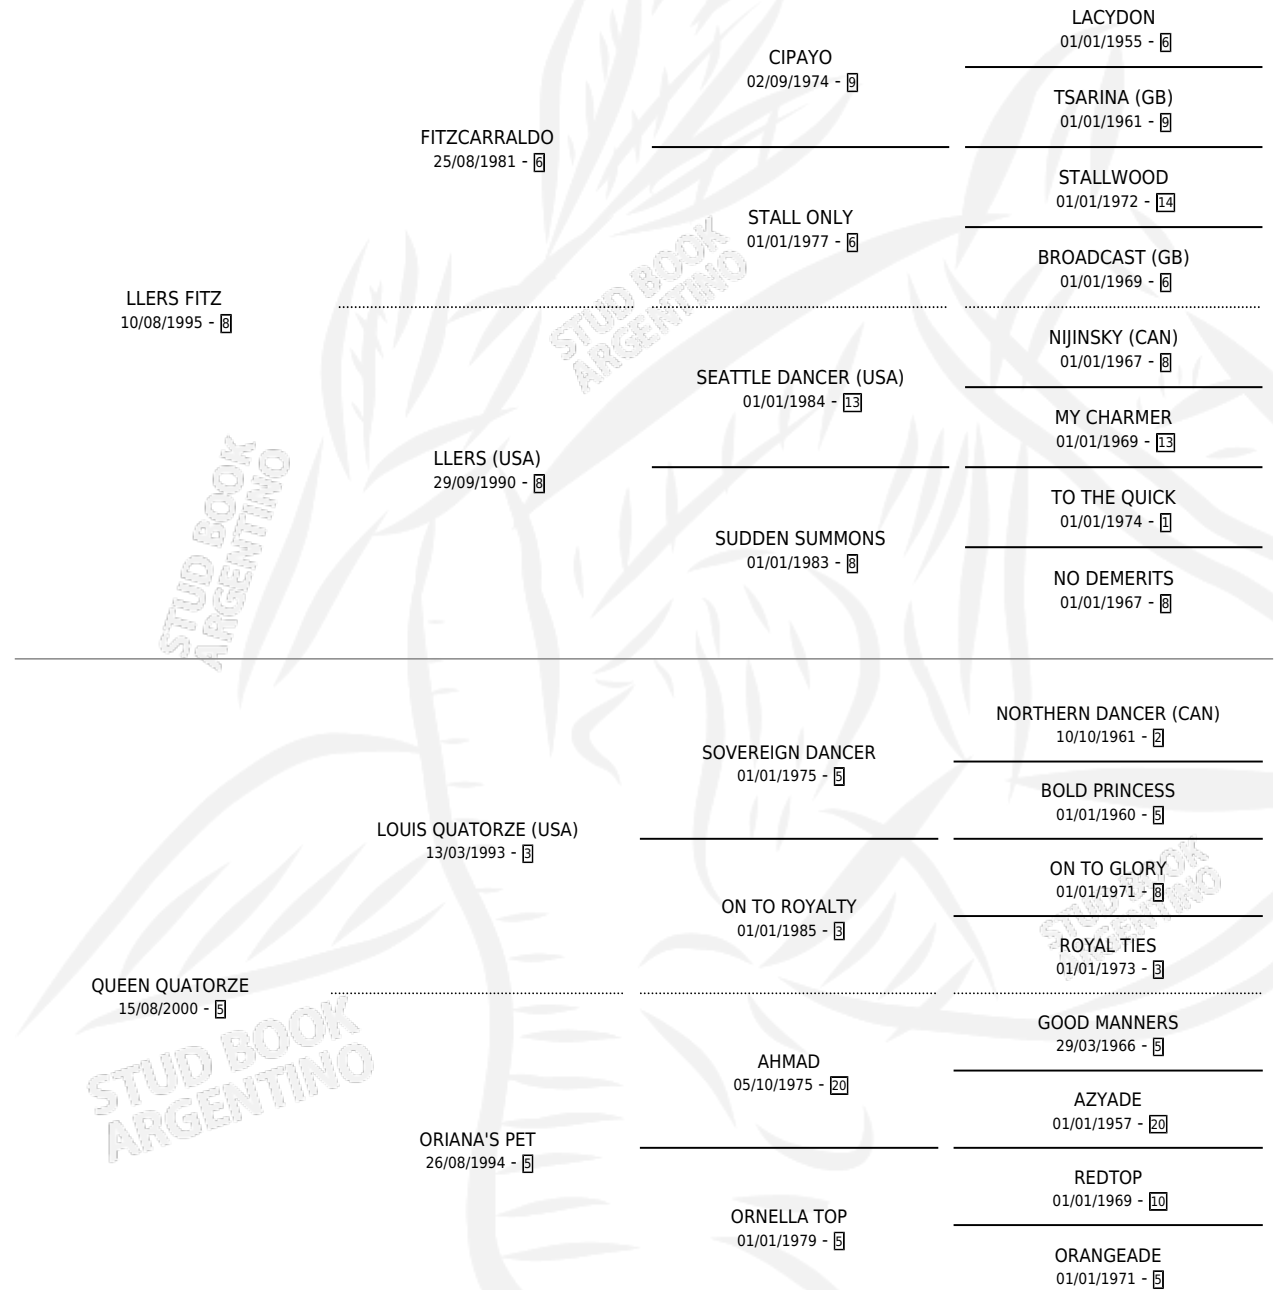 LACYDON
01/01/1955 - 6
CIPAYO
02/09/1974 - 9
TSARINA (GB)
01/01/1961 - 9
FITZCARRALDO
25/08/1981 - 6
STALLWOOD
01/01/1972 - 14
STALL ONLY
01/01/1977 - 6
BROADCAST (GB)
01/01/1969 - 6
LLERS FITZ
10/08/1995 - 8
NIJINSKY (CAN)
01/01/1967 - 8
SEATTLE DANCER (USA)
01/01/1984 - 13
MY CHARMER
01/01/1969 - 13
LLERS (USA)
29/09/1990 - 8
TO THE QUICK
01/01/1974 - 1
SUDDEN SUMMONS
01/01/1983 - 8
NO DEMERITS
01/01/1967 - 8
NORTHERN DANCER (CAN)
10/10/1961 - 2
SOVEREIGN DANCER
01/01/1975 - 5
BOLD PRINCESS
01/01/1960 - 5
LOUIS QUATORZE (USA)
13/03/1993 - 3
ON TO GLORY
01/01/1971 - 8
ON TO ROYALTY
01/01/1985 - 3
ROYAL TIES
01/01/1973 - 3
QUEEN QUATORZE
15/08/2000 - 5
GOOD MANNERS
29/03/1966 - 5
AHMAD
05/10/1975 - 20
AZYADE
01/01/1957 - 20
ORIANA'S PET
26/08/1994 - 5
REDTOP
01/01/1969 - 10
ORNELLA TOP
01/01/1979 - 5
ORANGEADE
01/01/1971 - 5
STUD BOOK
ARGENTINO
STUD BOOK
ARGENTINO
STUD BOOK
ARGENTINO
STUD BOOK
ARGENTINO